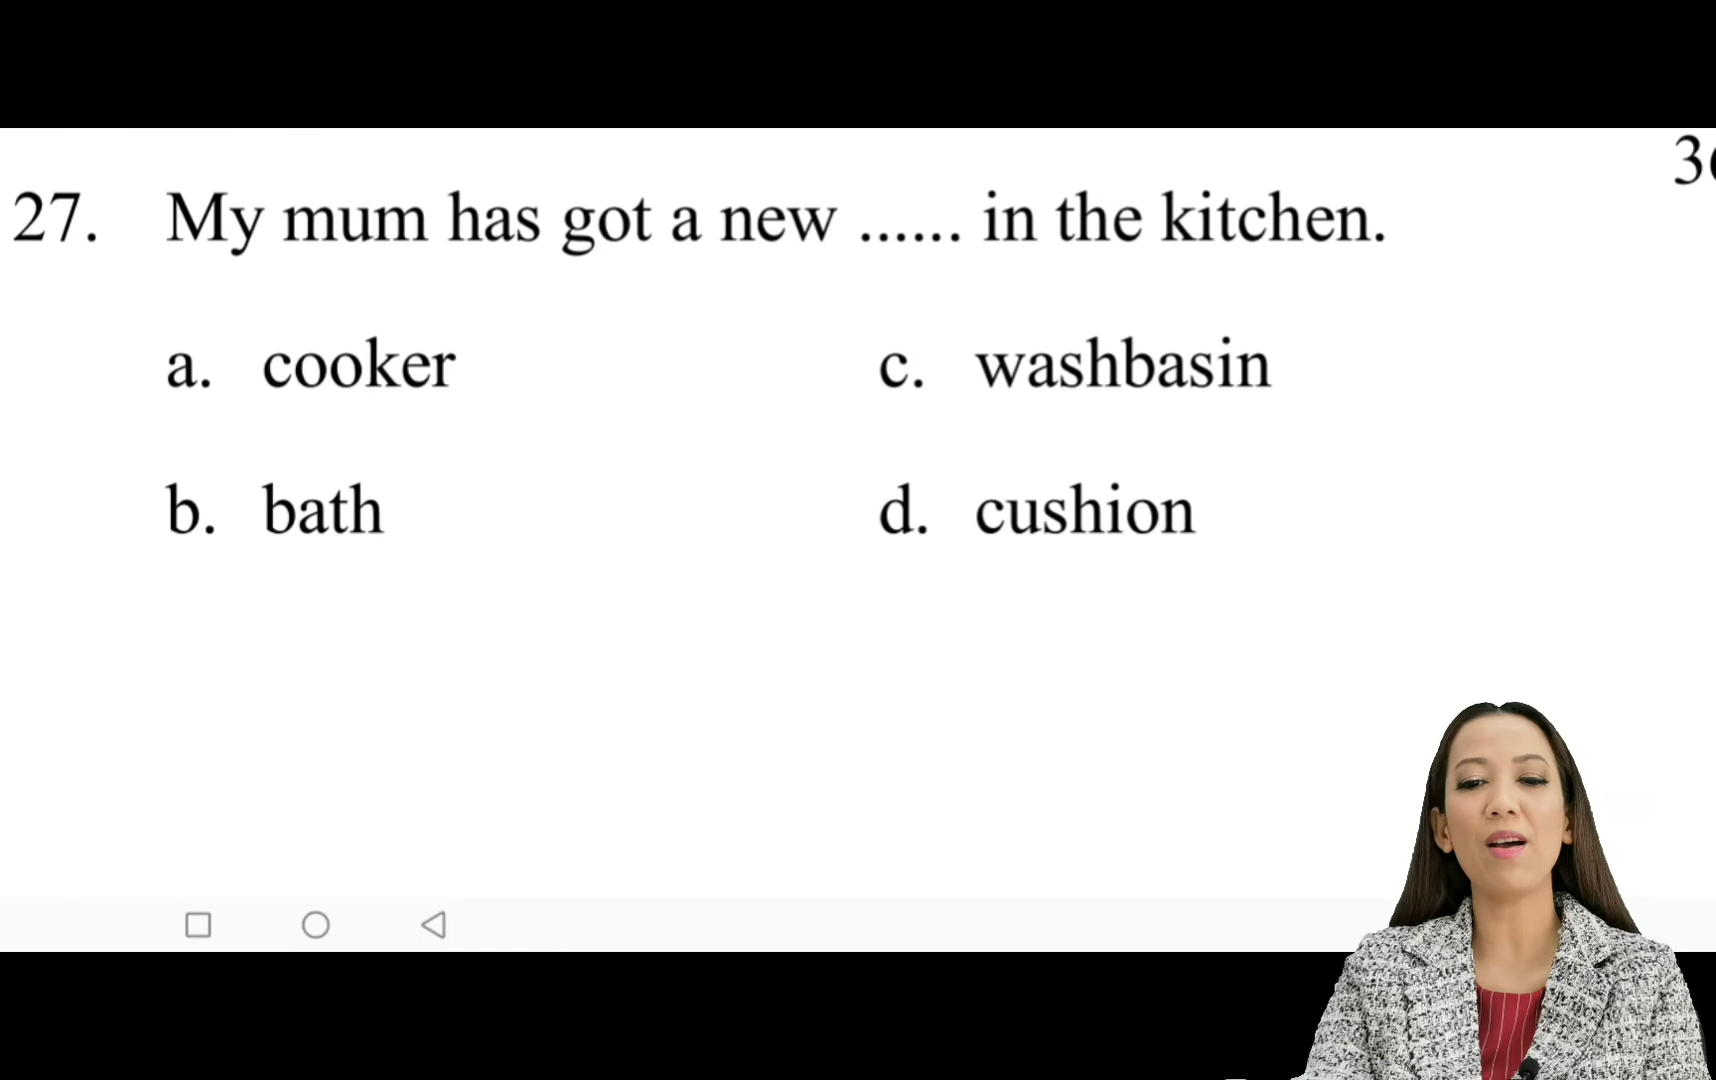 27. My mum has got a new ...... in the kitchen.
a. cooker
c. washbasin
b. bath
d. cushion